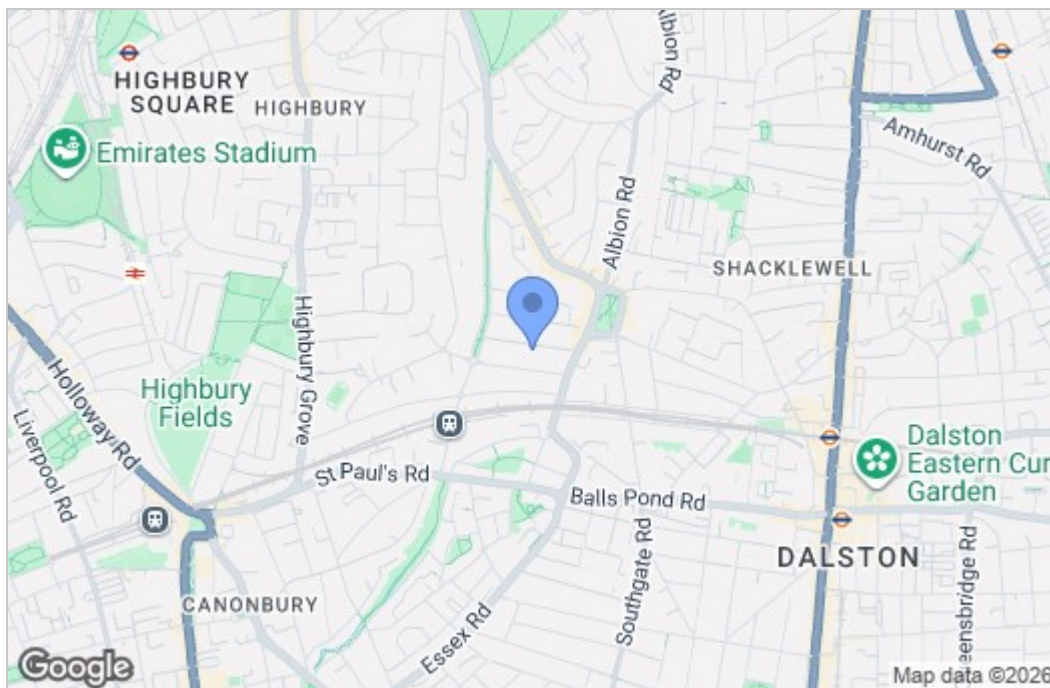 HIGHBURY
SQUARE
HIGHBURY
Emirates Stadium
Albion Rd
Amhurst Rd
Albion Rd
SHACKLEWELL
Highbury Grove
Holloway Rd
Highbury
Fields
Liverpool Rd
St Paul's Rd
Balls Pond Rd
Dalston
Eastern Cur
Garden
Southgate Rd
DALSTON
CANONBURY
Essex Rd
eensbridge Rd
Google
Map data ©2026